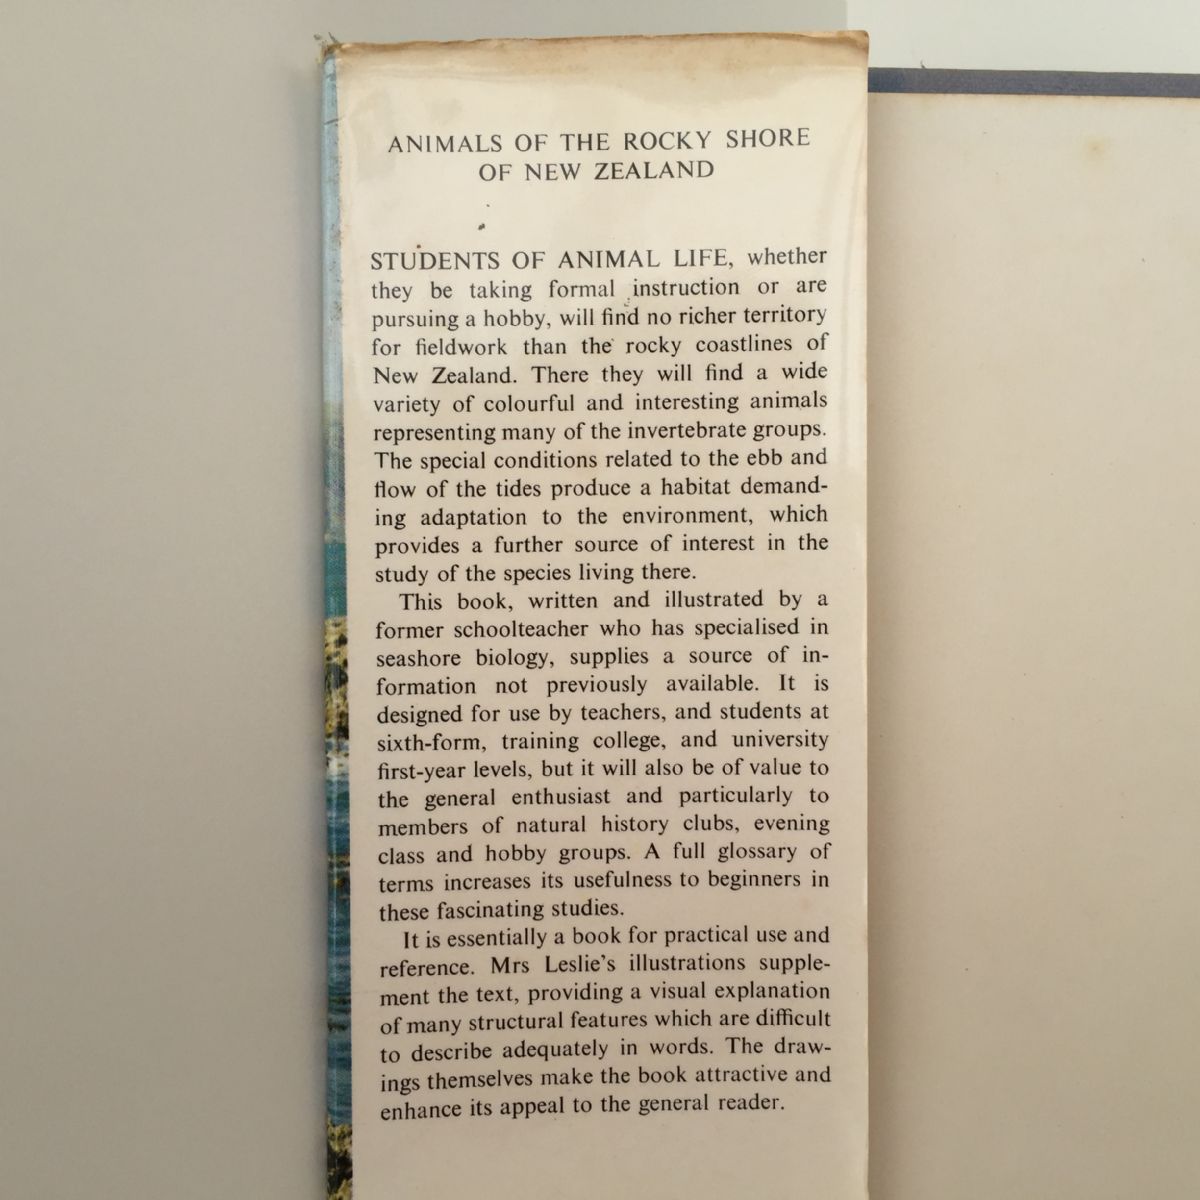 ANIMALS OF THE ROCKY SHORE
OF NEW ZEALAND
STUDENTS OF ANIMAL LIFE, whether
they be taking formal instruction or are
pursuing a hobby, will find no richer territory
for fieldwork than the rocky coastlines of
New Zealand. There they will find a wide
variety of colourful and interesting animals
representing many of the invertebrate groups.
The special conditions related to the ebb and
flow of the tides produce a habitat demand-
ing adaptation to the environment, which
provides a further source of interest in the
study of the species living there.
This book, written and illustrated by a
former schoolteacher who has specialised in
seashore biology, supplies a source of in-
formation not previously available. It is
designed for use by teachers, and students at
sixth-form, training college, and university
first-year levels, but it will also be of value to
the general enthusiast and particularly to
members of natural history clubs, evening
class and hobby groups. A full glossary of
terms increases its usefulness to beginners in
these fascinating studies.
It is essentially a book for practical use and
reference. Mrs Leslie's illustrations supple-
ment the text, providing a visual explanation
of many structural features which are difficult
to describe adequately in words. The draw-
ings themselves make the book attractive and
enhance its appeal to the general reader.